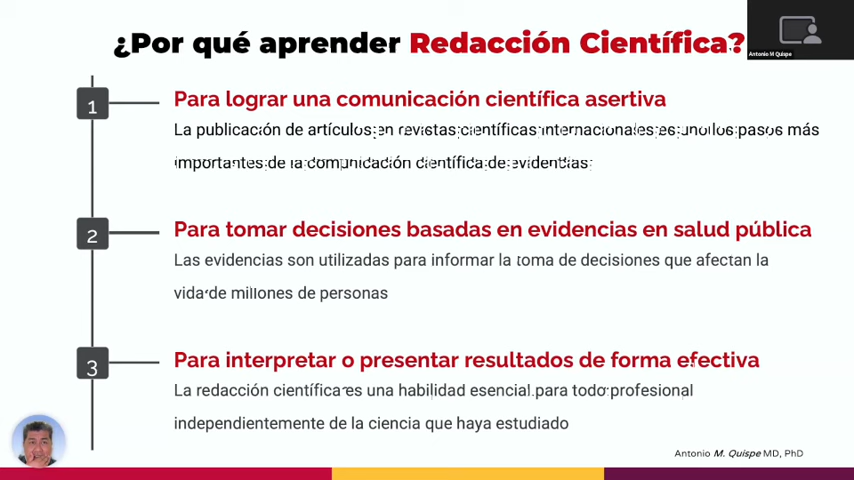 ¿Por qué aprender Redacción Científica?
Antonio M Quispe
1
Para lograr una comunicación científica asertiva
La publicación de artículos en revistas científicas internacionales es uno los pasos más
importantes de la comunicación científica de evidencias
2
Para tomar decisiones basadas en evidencias en salud pública
Las evidencias son utilizadas para informar la toma de decisiones que afectan la
vida de millones de personas
3
Para interpretar o presentar resultados de forma efectiva
La redacción científica es una habilidad esencial para todo profesional
independientemente de la ciencia que haya estudiado
Antonio M. Quispe MD, PhD